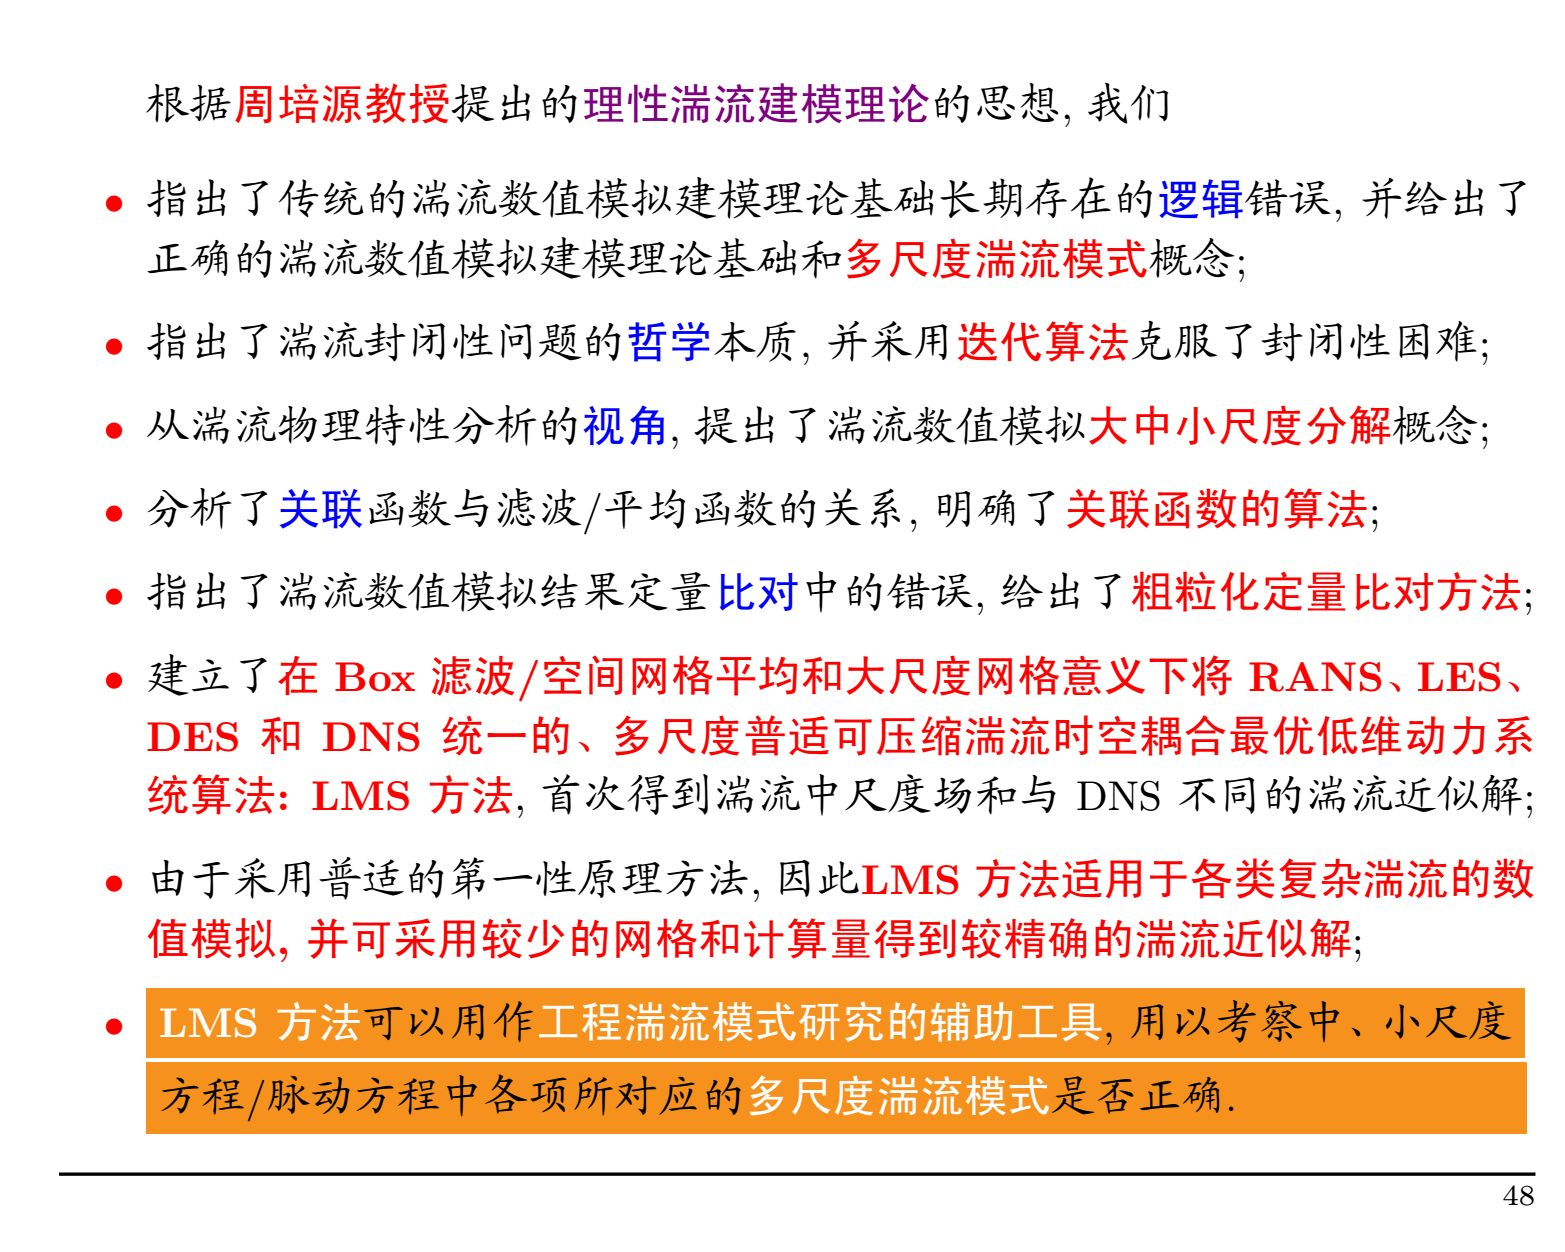 根据周培源教授提出的理性湍流建模理论的思想, 我们
• 指出了传统的湍流数值模拟建模理论基础长期存在的逻辑错误, 并给出了
正确的湍流数值模拟建模理论基础和多尺度湍流模式概念;
• 指出了湍流封闭性问题的哲学本质, 并采用迭代算法克服了封闭性困难;
• 从湍流物理特性分析的视角, 提出了湍流数值模拟大中小尺度分解概念;
• 分析了关联函数与滤波/平均函数的关系, 明确了关联函数的算法;
• 指出了湍流数值模拟结果定量比对中的错误, 给出了粗粒化定量比对方法;
• 建立了在 Box 滤波/空间网格平均和大尺度网格意义下将 RANS、LES、
DES 和 DNS 统一的、多尺度普适可压缩湍流时空耦合最优低维动力系
统算法: LMS 方法, 首次得到湍流中尺度场和与 DNS 不同的湍流近似解;
• 由于采用普适的第一性原理方法, 因此LMS 方法适用于各类复杂湍流的数
值模拟, 并可采用较少的网格和计算量得到较精确的湍流近似解;
• LMS 方法可以用作工程湍流模式研究的辅助工具, 用以考察中、小尺度
方程/脉动方程中各项所对应的多尺度湍流模式是否正确.
48